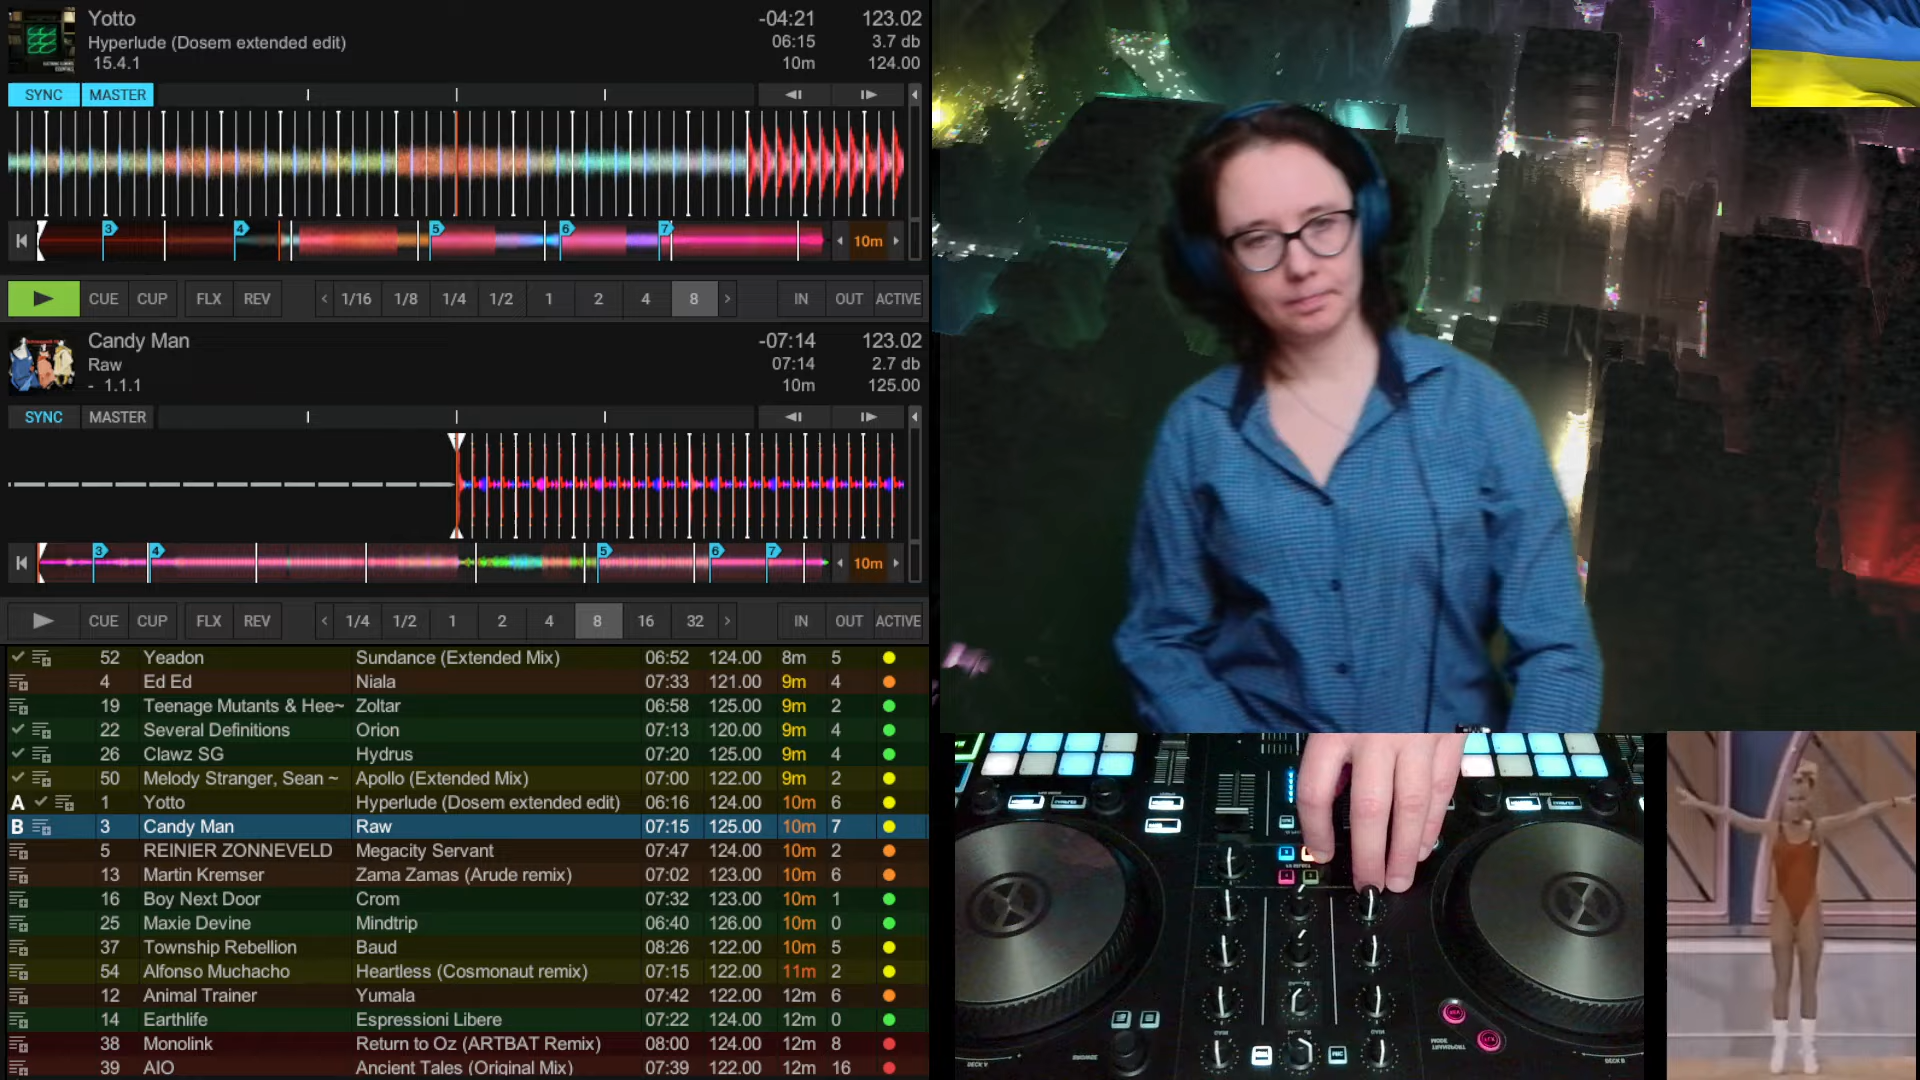 Yotto -04:21 123.02
Hyperlude (Dosem extended edit) 06:15 3.7 db
15.4.1 10m 124.00
SYNC MASTER
3 4 5 6 7 10m
CUE CUP FLX REV < 1/16 1/8 1/4 1/2 1 2 4 8 > IN OUT ACTIVE
Candy Man -07:14 123.02
Raw 07:14 2.7 db
- 1.1.1 10m 125.00
SYNC MASTER
3 4 5 6 7 10m
CUE CUP FLX REV < 1/4 1/2 1 2 4 8 16 32 > IN OUT ACTIVE
52 Yeadon Sundance (Extended Mix) 06:52 124.00 8m 5
4 Ed Ed Niala 07:33 121.00 9m 4
19 Teenage Mutants & Hee~ Zoltar 06:58 125.00 9m 2
22 Several Definitions Orion 07:13 120.00 9m 4
26 Clawz SG Hydrus 07:20 125.00 9m 4
50 Melody Stranger, Sean ~ Apollo (Extended Mix) 07:00 122.00 9m 2
A 1 Yotto Hyperlude (Dosem extended edit) 06:16 124.00 10m 6
B 3 Candy Man Raw 07:15 125.00 10m 7
5 REINIER ZONNEVELD Megacity Servant 07:47 124.00 10m 2
13 Martin Kremser Zama Zamas (Arude remix) 07:02 123.00 10m 6
16 Boy Next Door Crom 07:32 123.00 10m 1
25 Maxie Devine Mindtrip 06:40 126.00 10m 0
37 Township Rebellion Baud 08:26 122.00 10m 5
54 Alfonso Muchacho Heartless (Cosmonaut remix) 07:15 122.00 11m 2
12 Animal Trainer Yumala 07:42 122.00 12m 6
14 Earthlife Espressioni Libere 07:22 124.00 12m 0
38 Monolink Return to Oz (ARTBAT Remix) 08:00 124.00 12m 8
39 AIO Ancient Tales (Original Mix) 07:39 122.00 12m 16